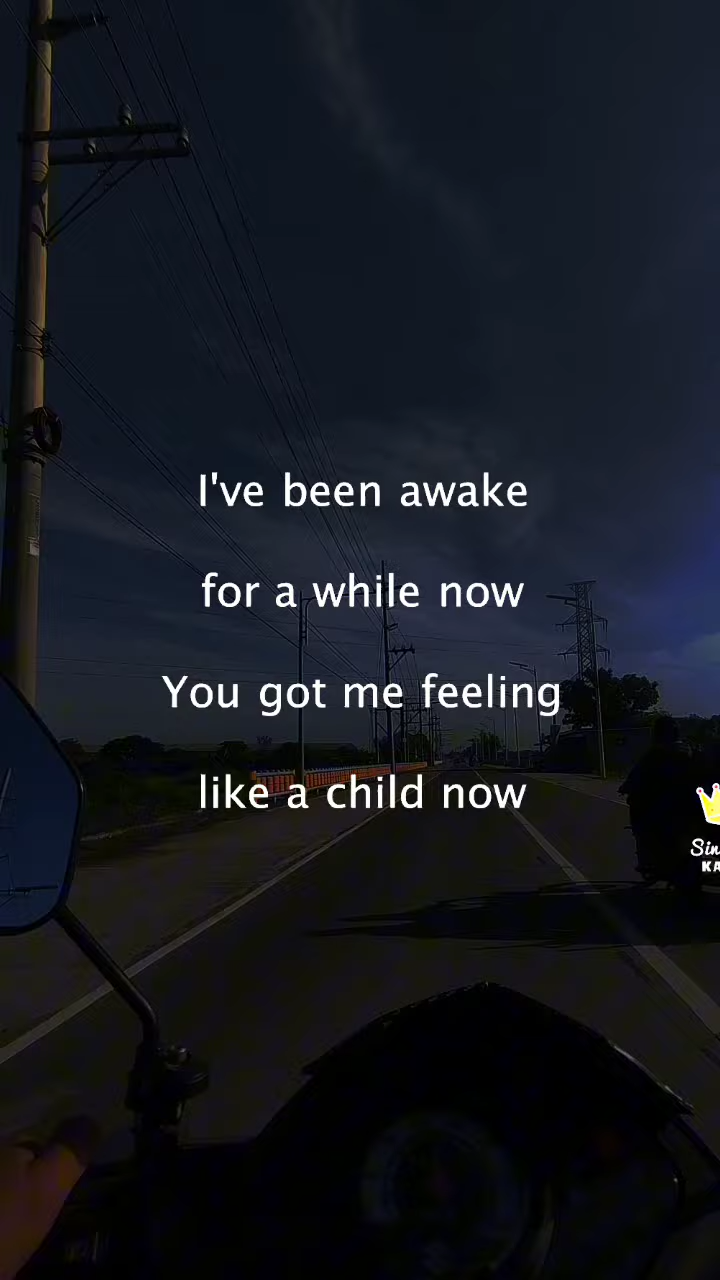 I've been awake
for a while now
You got me feeling
like a child now